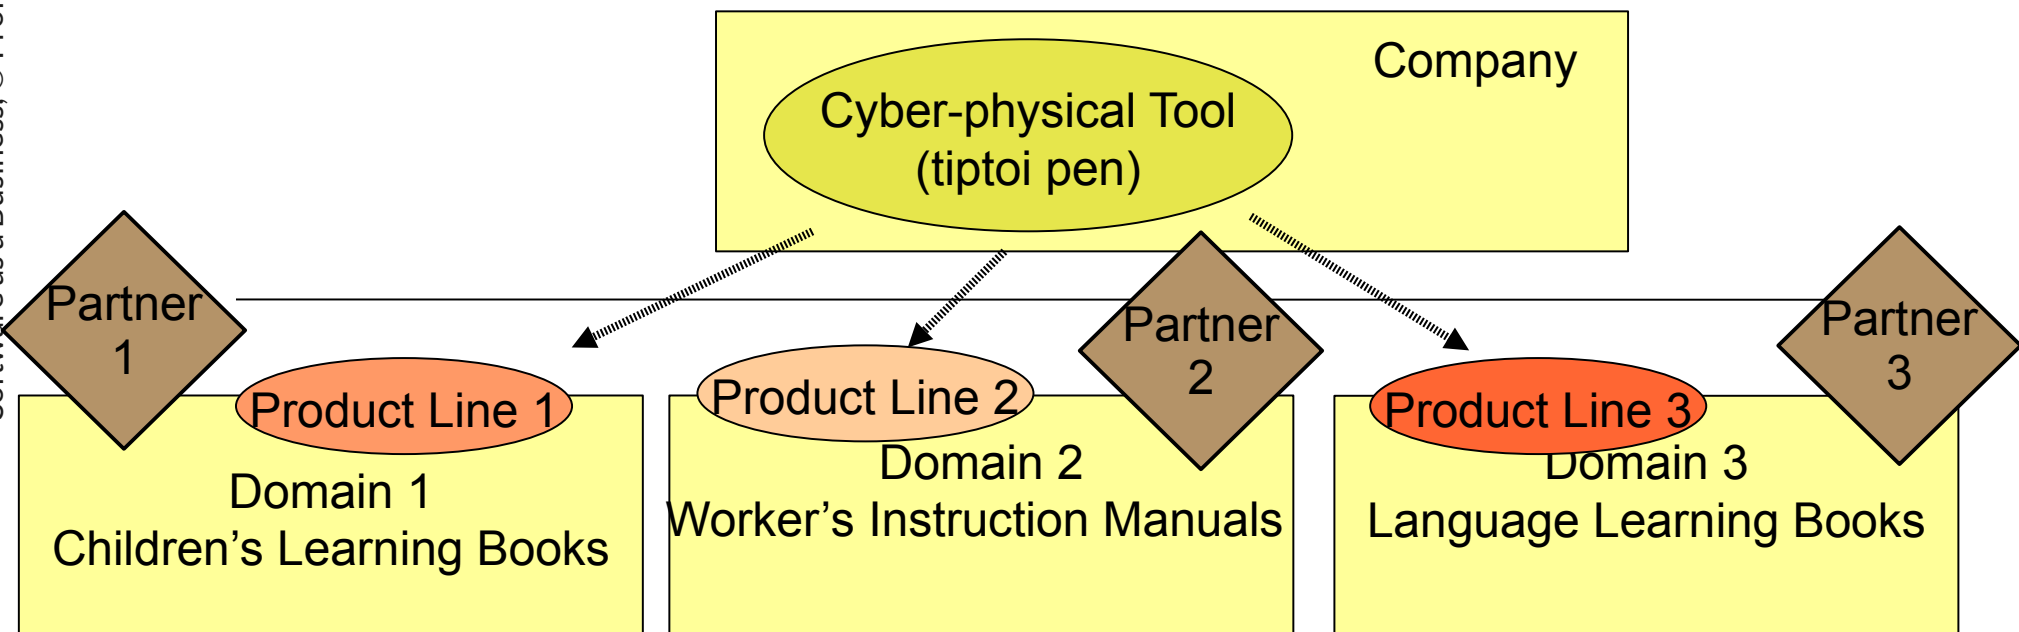 Company
Cyber-physical Tool
(tiptoi pen)
Partner
1
Partner
2
Partner
3
Product Line 1
Product Line 2
Product Line 3
Domain 1
Children’s Learning Books
Domain 2
Worker’s Instruction Manuals
Domain 3
Language Learning Books